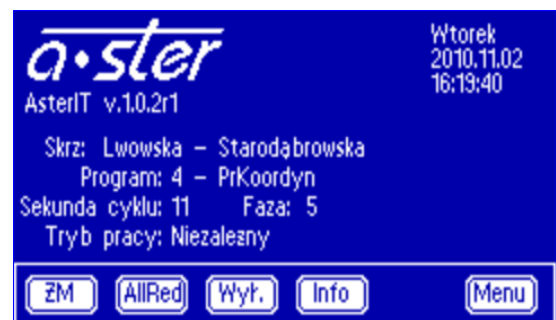 a·ster
Wtorek
2010.11.02
16:19:40
AsterIT v.1.0.2r1
Skrz: Lwowska – Starodąbrowska
Program: 4 – PrKoordyn
Sekunda cyklu: 11 Faza: 5
Tryb pracy: Niezależny
ŻM AllRed Wył. Info Menu